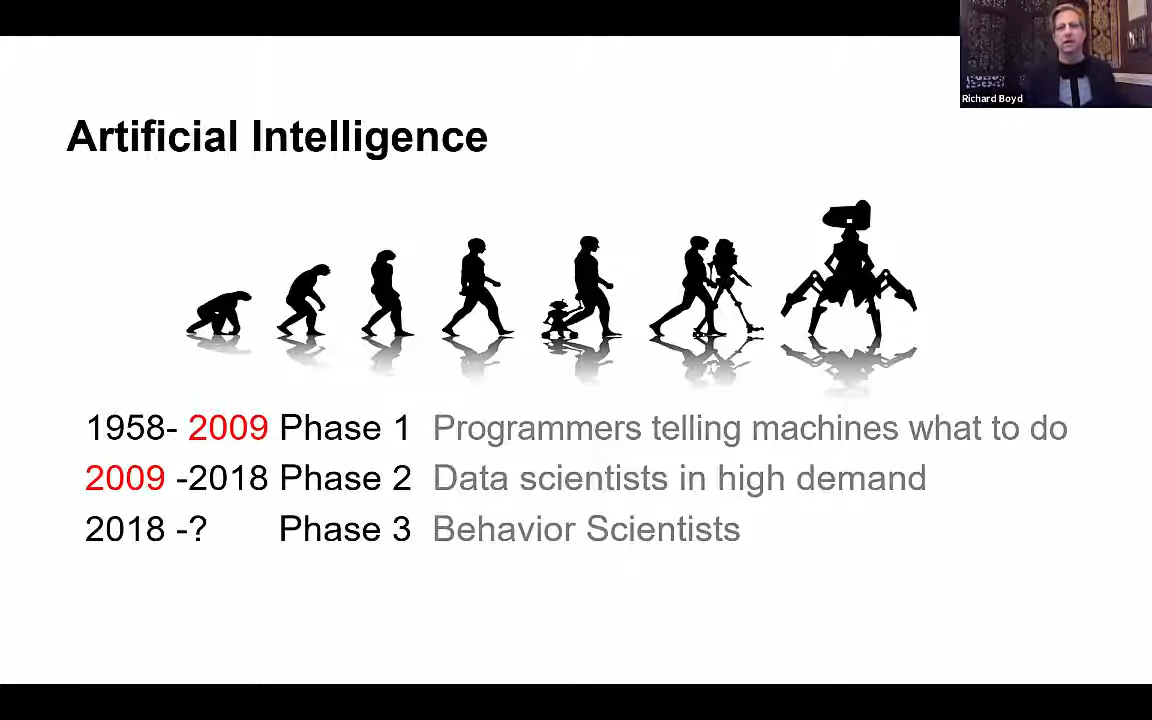 Richard Boyd
Artificial Intelligence
1958- 2009 Phase 1 Programmers telling machines what to do
2009 -2018 Phase 2 Data scientists in high demand
2018 -? Phase 3 Behavior Scientists